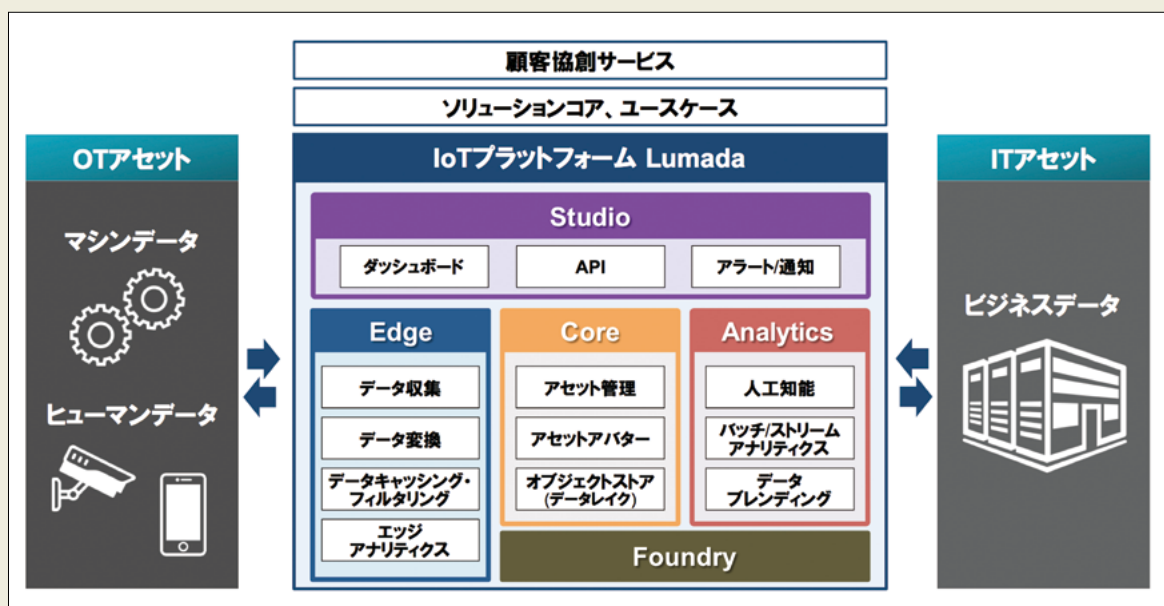 顧客協創サービス
ソリューションコア、ユースケース
OTアセット
マシンデータ
ヒューマンデータ
IoTプラットフォーム Lumada
Studio
ダッシュボード
API
アラート/通知
Edge
データ収集
データ変換
データキャッシング・
フィルタリング
エッジ
アナリティクス
Core
アセット管理
アセットアバター
オブジェクトストア
(データレイク)
Analytics
人工知能
バッチ/ストリーム
アナリティクス
データ
ブレンディング
Foundry
ITアセット
ビジネスデータ